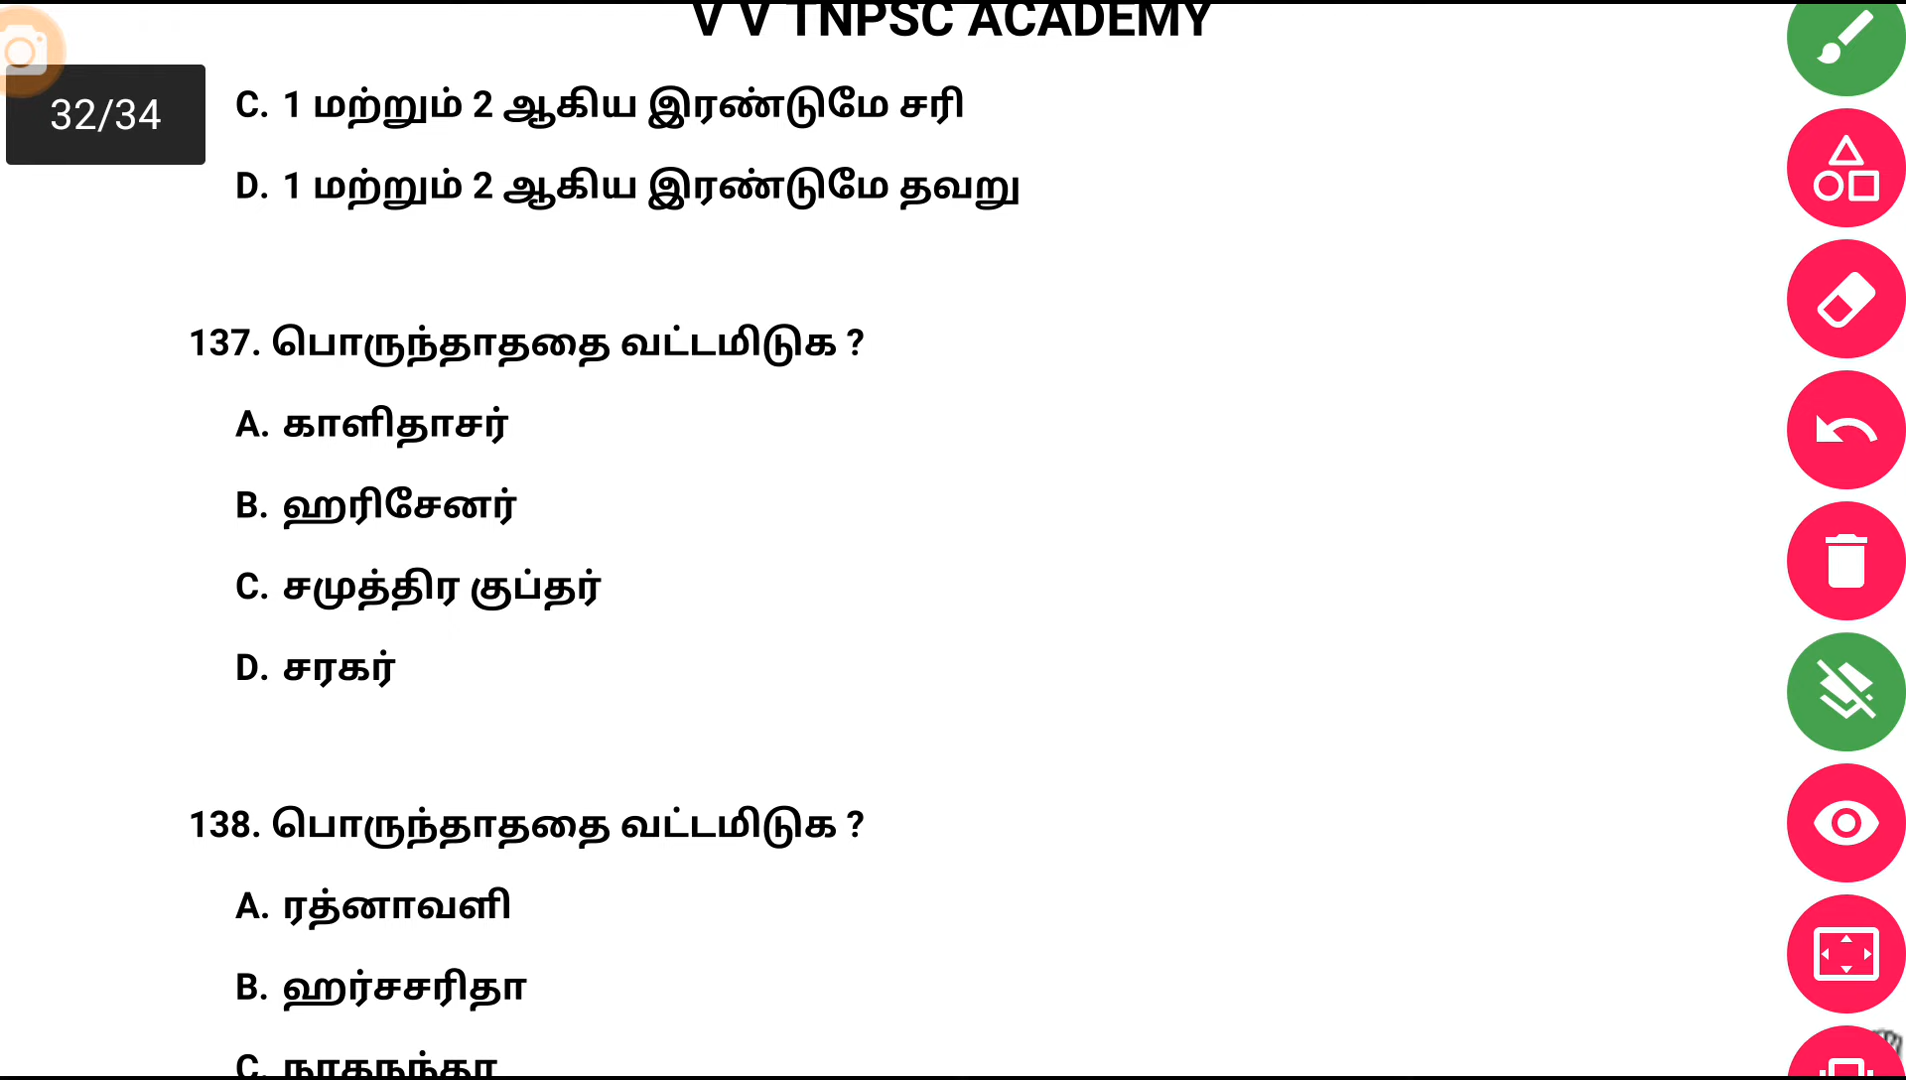 V V TNPSC ACADEMY
32/34
C. 1 மற்றும் 2 ஆகிய இரண்டுமே சரி
D. 1 மற்றும் 2 ஆகிய இரண்டுமே தவறு
137. பொருந்தாததை வட்டமிடுக ?
A. காளிதாசர்
B. ஹரிசேனர்
C. சமுத்திர குப்தர்
D. சரகர்
138. பொருந்தாததை வட்டமிடுக ?
A. ரத்னாவளி
B. ஹர்சசரிதா
C.